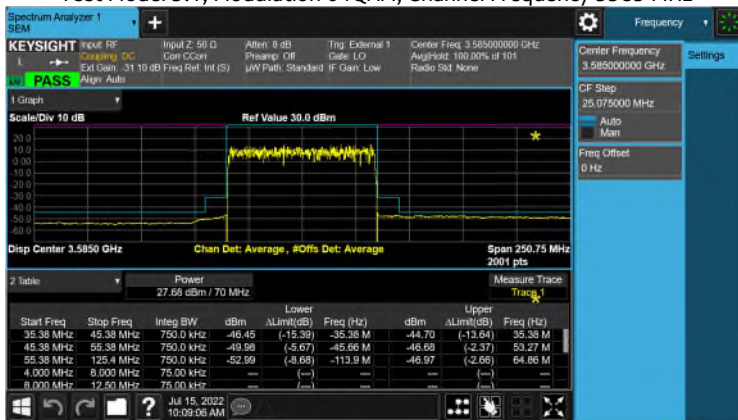 Spectrum Analyzer 1
SEM
Frequency
KEYSIGHT Input: RF Input Z: 50 Ω Atten: 8 dB Trig: External 1 Center Freq: 3.585000000 GHz
Coupling: DC Corr CCorr Preamp: Off Gate: LO Avg|Hold: 100.00% of 101
Ext Gain: -31.10 dB Freq Ref: Int (S) µW Path: Standard IF Gain: Low Radio Std: None
PASS Align: Auto
Center Frequency
3.585000000 GHz
Settings
CF Step
25.075000 MHz
Auto
Man
Freq Offset
0 Hz
1 Graph
Scale/Div 10 dB Ref Value 30.0 dBm
20.0
10.0
0.00
-10.0
-20.0
-30.0
-40.0
-50.0
-60.0
Disp Center 3.5850 GHz Chan Det: Average , #Offs Det: Average Span 250.75 MHz
2001 pts
2 Table Power Measure Trace
27.68 dBm / 70 MHz Trace 1
Lower Upper
Start Freq Stop Freq Integ BW dBm ΔLimit(dB) Freq (Hz) dBm ΔLimit(dB) Freq (Hz)
35.38 MHz 45.38 MHz 750.0 kHz -46.45 (-15.39) -35.38 M -44.70 (-13.64) 35.38 M
45.38 MHz 55.38 MHz 750.0 kHz -49.98 (-5.67) -45.66 M -46.68 (-2.37) 53.27 M
55.38 MHz 125.4 MHz 750.0 kHz -52.99 (-8.68) -113.9 M -46.97 (-2.66) 64.86 M
4.000 MHz 8.000 MHz 75.00 kHz --- (---) --- --- (---) ---
8.000 MHz 12.50 MHz 75.00 kHz --- (---) --- --- (---) ---
Jul 15, 2022
10:09:06 AM